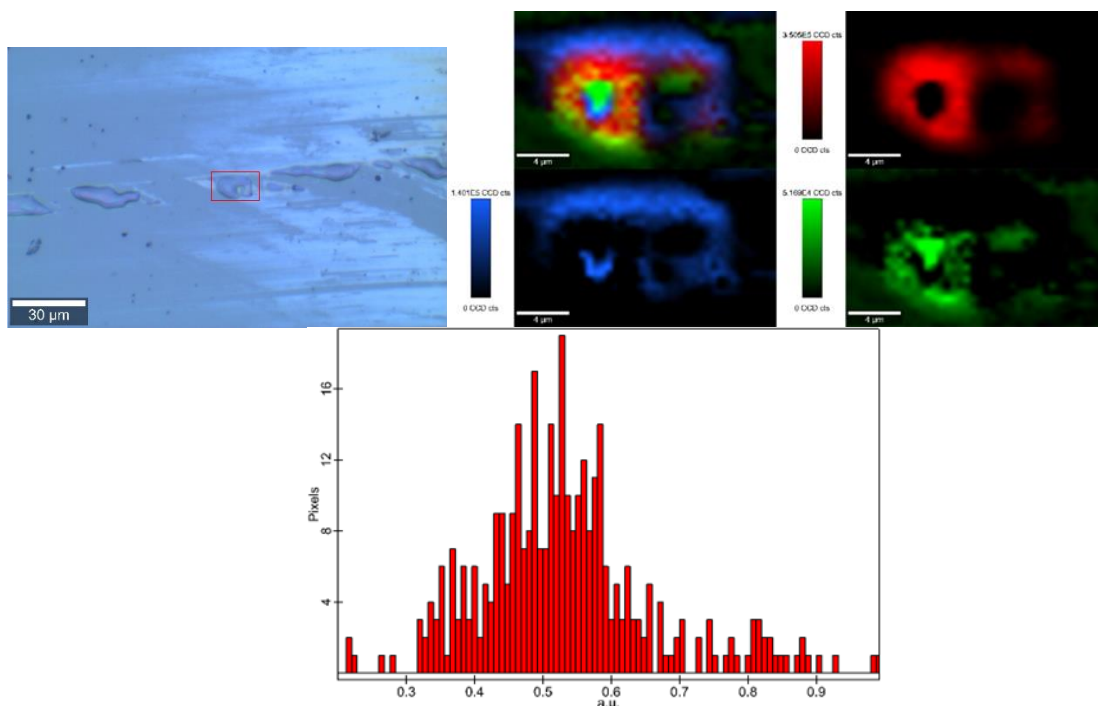 30 µm
4 µm
3.505E5 CCD cts
0 CCD cts
4 µm
1.401E5 CCD cts
0 CCD cts
4 µm
5.169E4 CCD cts
0 CCD cts
4 µm
Pixels
16
12
8
4
0.3 0.4 0.5 0.6 0.7 0.8 0.9
a.u.